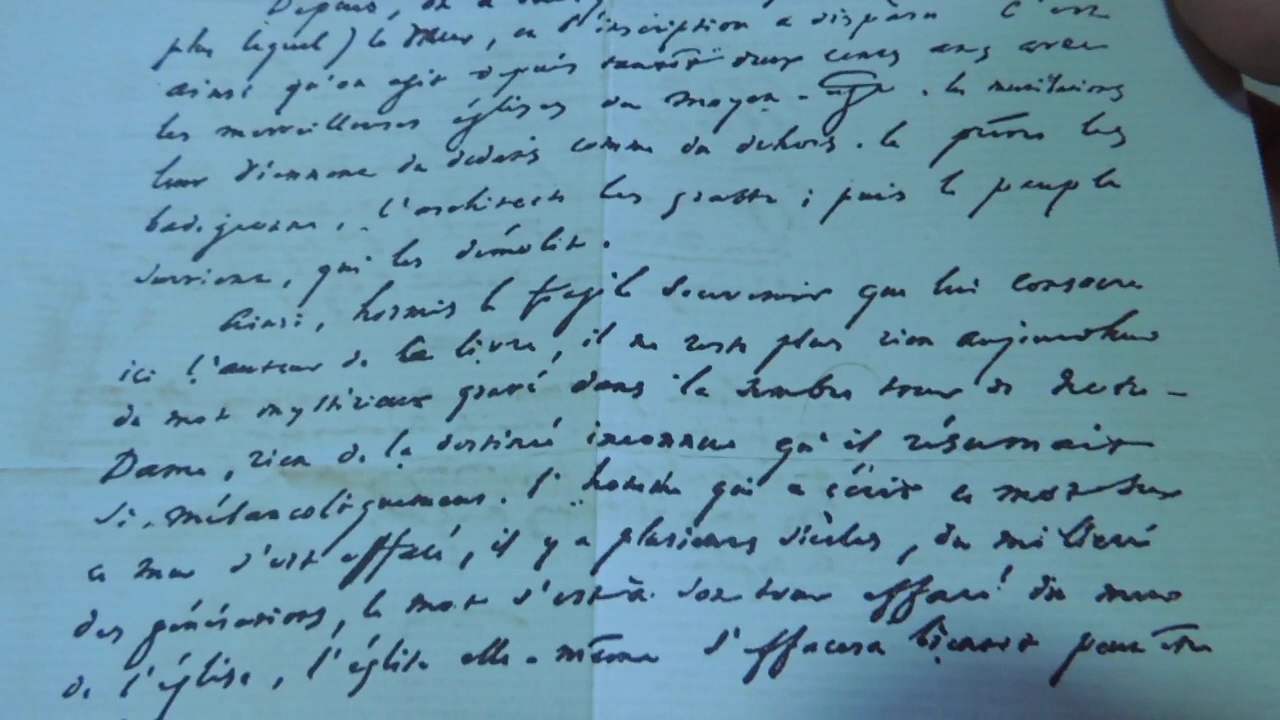 Depuis, on a
plus lequel) le mur, et l'inscription a disparu C'est
ainsi qu'on agit depuis tantôt deux cents ans avec
les merveilleuses églises du moyen-âge. les mutilations
leur viennent du dedans comme du dehors. le prêtre les
badigeonne, l'architecte les gratte ; puis le peuple
survient, qui les démolit.
Ainsi, hormis le fragile souvenir que lui consacre
ici l'auteur de ce livre, il ne reste plus rien aujourd'hui
du mot mystérieux gravé dans la sombre tour de Notre-
Dame, rien de la destinée inconnue qu'il résumait
si mélancoliquement. l'homme qui a écrit ce mot sur
ce mur s'est effacé, il y a plusieurs siècles, du milieu
des générations, le mot s'est à son tour effacé du mur
de l'église, l'église elle-même s'effacera bientôt peut-être